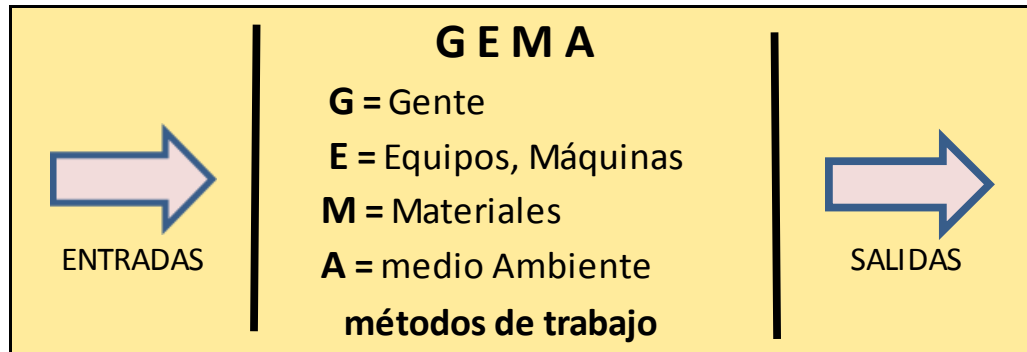 G E M A
G = Gente
E = Equipos, Máquinas
M = Materiales
A = medio Ambiente
métodos de trabajo
ENTRADAS
SALIDAS